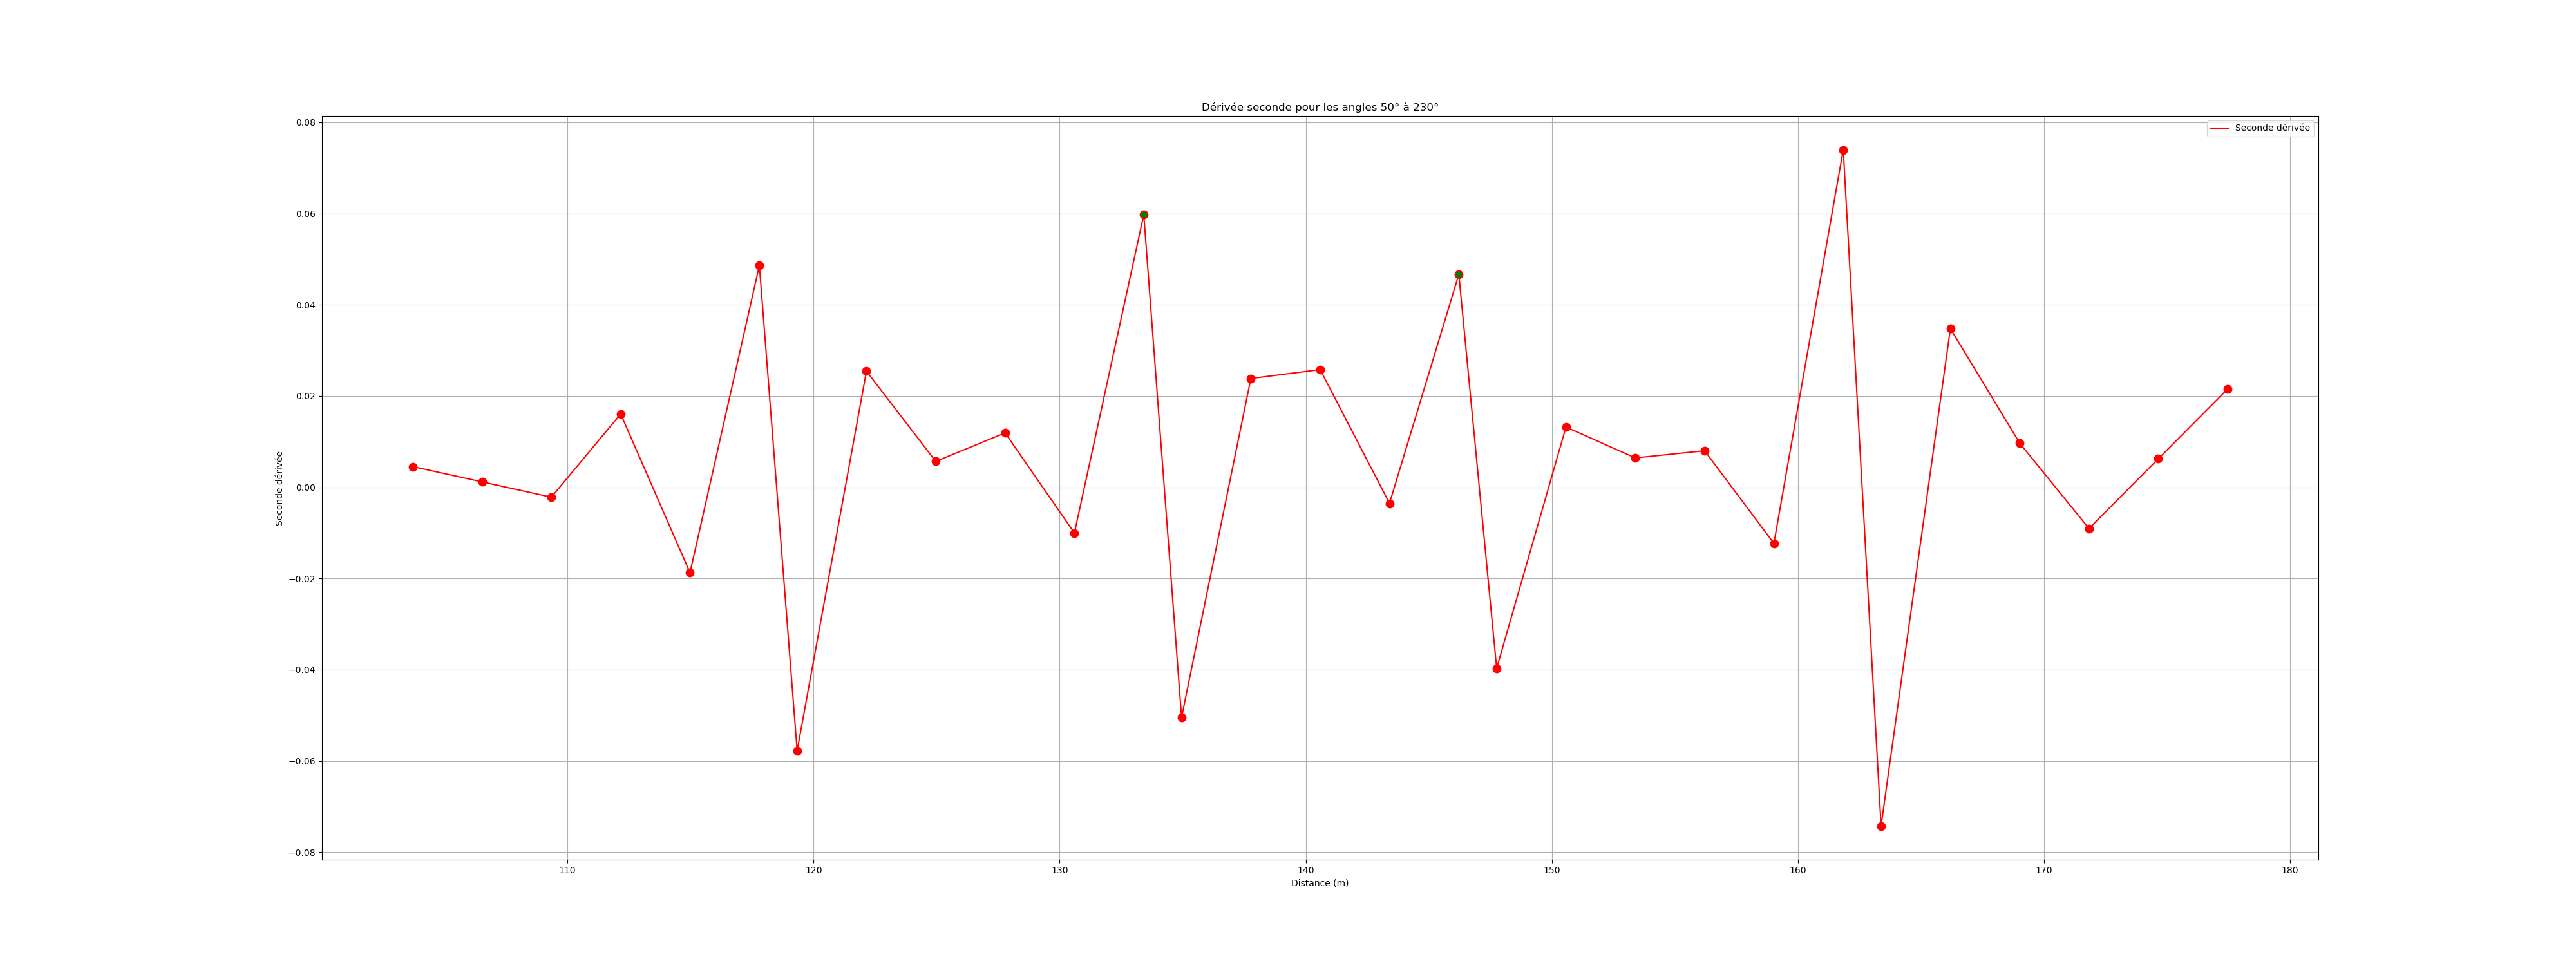 Dérivée seconde pour les angles 50° à 230°
Seconde dérivée
0.08
0.06
0.04
0.02
0.00
−0.02
−0.04
−0.06
−0.08
Seconde dérivée
110 120 130 140 150 160 170 180
Distance (m)